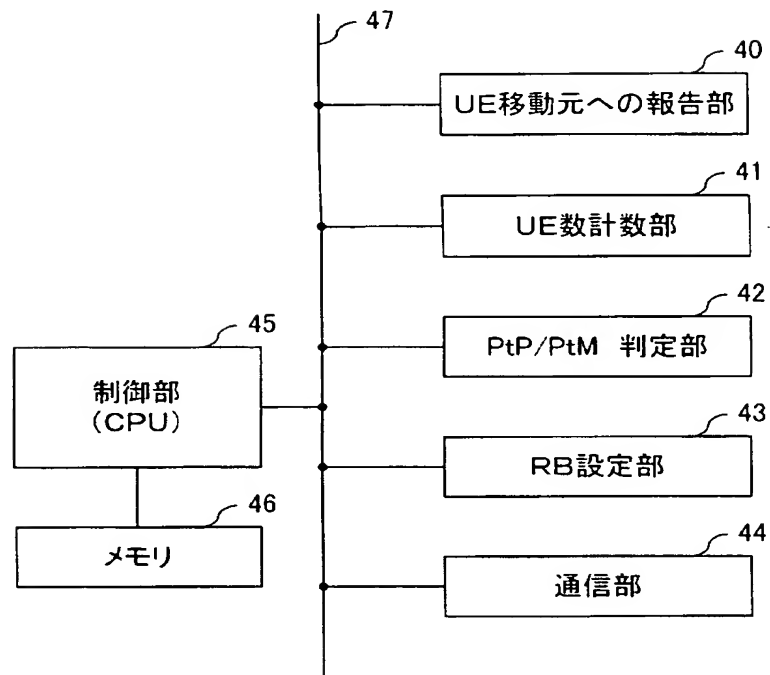 47
40
UE移動元への報告部
41
UE数計数部
42
PtP/PtM 判定部
45
制御部
(CPU)
43
RB設定部
46
メモリ
44
通信部